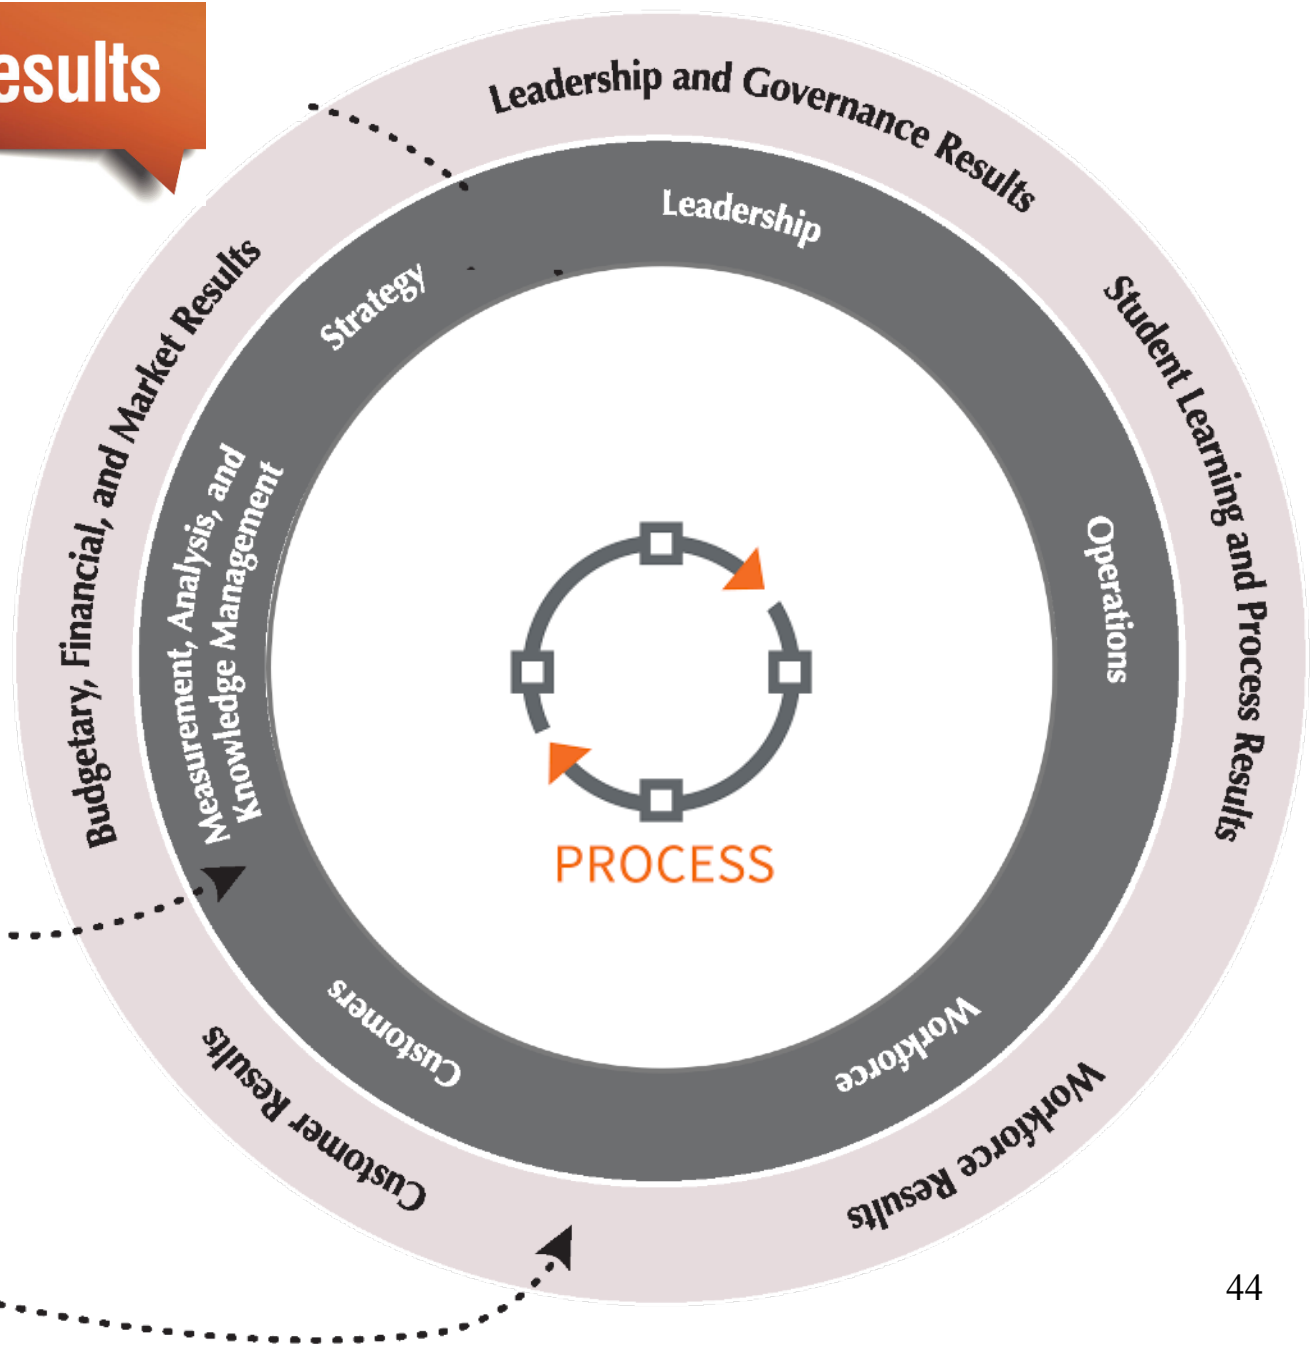 esults
Leadership and Governance Results
Leadership
Strategy
Budgetary, Financial, and Market Results
Measurement, Analysis, and
Knowledge Management
Student Learning and Process Results
Operations
PROCESS
Customers
Workforce
Customer Results
Workforce Results
44